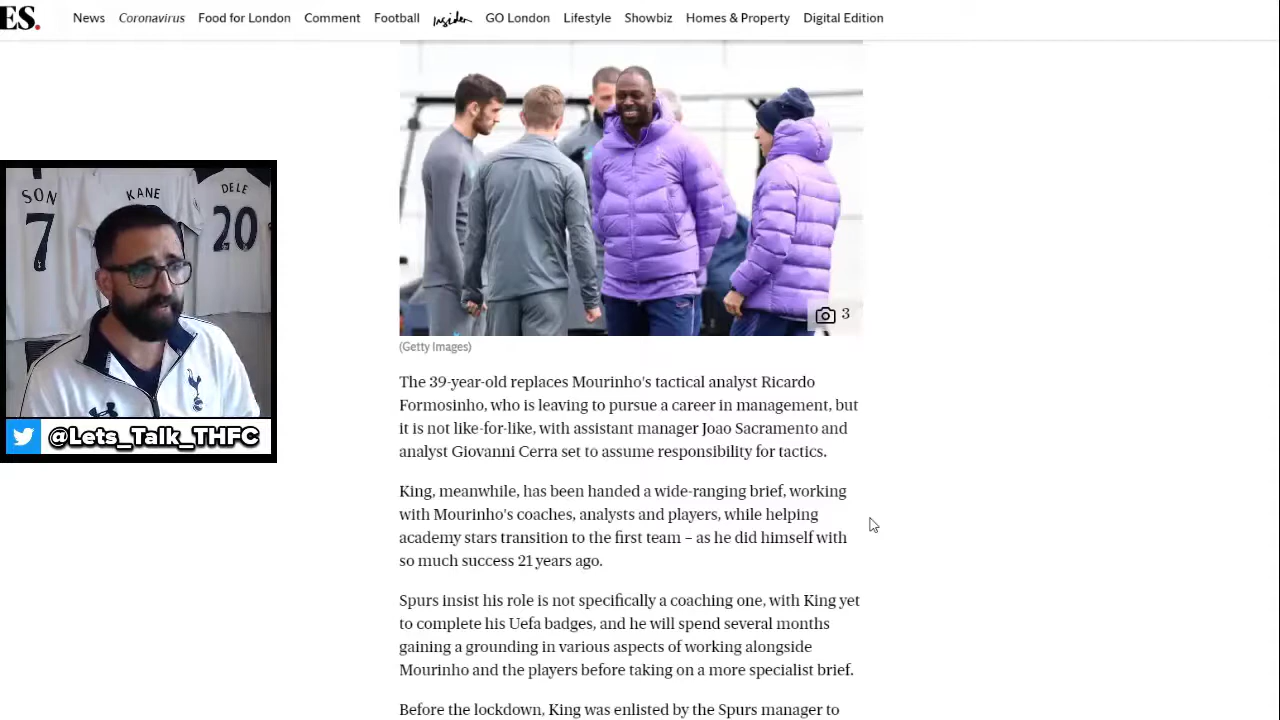 ES.
News Coronavirus Food for London Comment Football Insider GO London Lifestyle Showbiz Homes & Property Digital Edition
SON
7
KANE
DELE
20
@Lets_Talk_THFC
3
(Getty Images)
The 39-year-old replaces Mourinho's tactical analyst Ricardo
Formosinho, who is leaving to pursue a career in management, but
it is not like-for-like, with assistant manager Joao Sacramento and
analyst Giovanni Cerra set to assume responsibility for tactics.
King, meanwhile, has been handed a wide-ranging brief, working
with Mourinho's coaches, analysts and players, while helping
academy stars transition to the first team – as he did himself with
so much success 21 years ago.
Spurs insist his role is not specifically a coaching one, with King yet
to complete his Uefa badges, and he will spend several months
gaining a grounding in various aspects of working alongside
Mourinho and the players before taking on a more specialist brief.
Before the lockdown, King was enlisted by the Spurs manager to